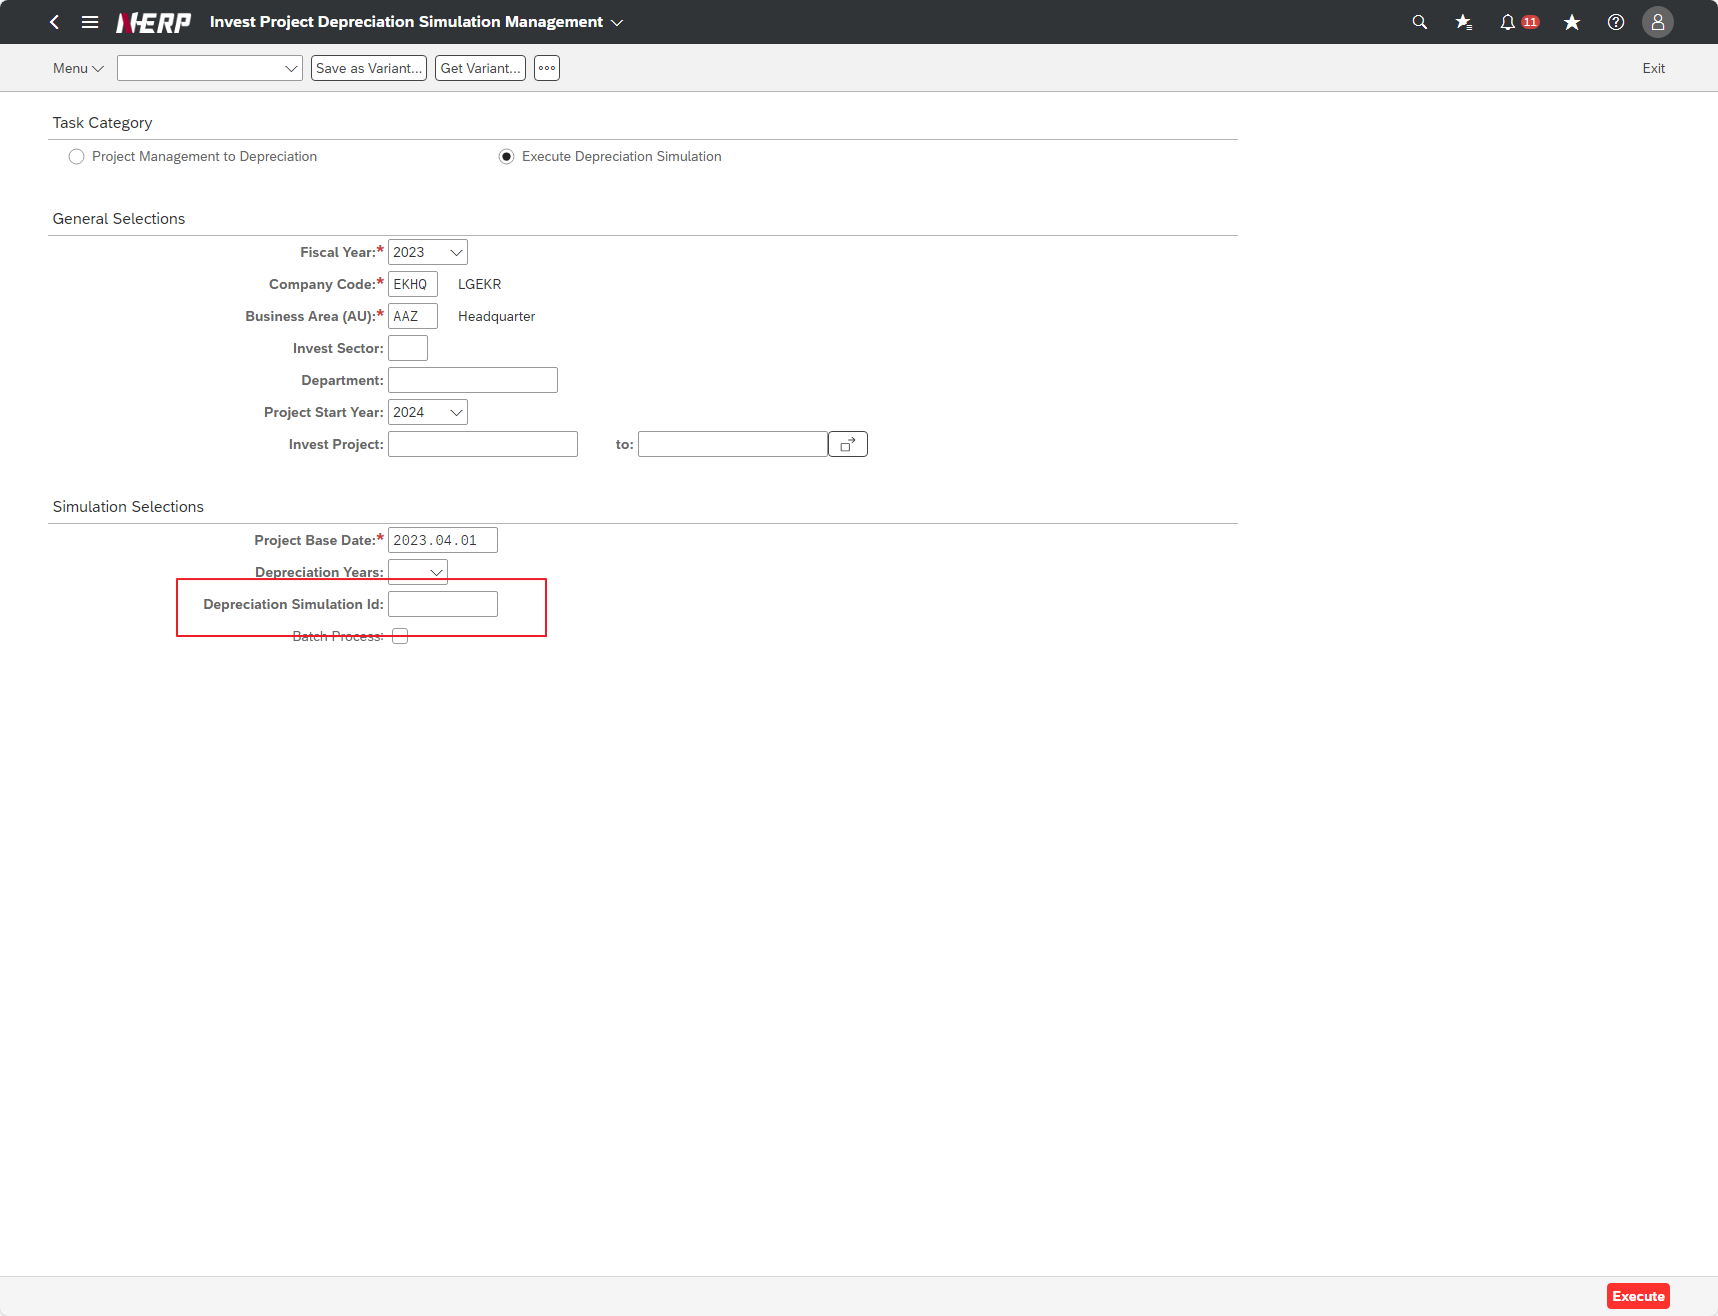 NERP Invest Project Depreciation Simulation Management 11
Menu Save as Variant... Get Variant... Exit
Task Category
Project Management to Depreciation Execute Depreciation Simulation
General Selections
Fiscal Year:* 2023
Company Code:* EKHQ LGEKR
Business Area (AU):* AAZ Headquarter
Invest Sector:
Department:
Project Start Year: 2024
Invest Project: to:
Simulation Selections
Project Base Date:* 2023.04.01
Depreciation Years:
Depreciation Simulation Id:
Batch Process:
Execute